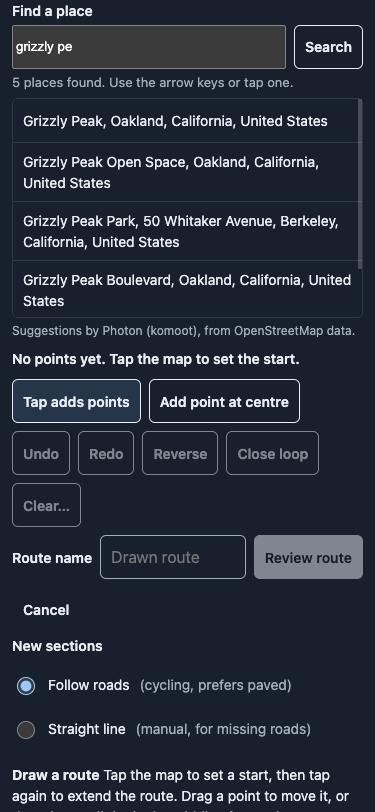 Find a place
grizzly pe
Search
5 places found. Use the arrow keys or tap one.
Grizzly Peak, Oakland, California, United States
Grizzly Peak Open Space, Oakland, California,
United States
Grizzly Peak Park, 50 Whitaker Avenue, Berkeley,
California, United States
Grizzly Peak Boulevard, Oakland, California, United
States
Suggestions by Photon (komoot), from OpenStreetMap data.
No points yet. Tap the map to set the start.
Tap adds points
Add point at centre
Undo
Redo
Reverse
Close loop
Clear...
Route name
Drawn route
Review route
Cancel
New sections
Follow roads (cycling, prefers paved)
Straight line (manual, for missing roads)
Draw a route Tap the map to set a start, then tap
again to extend the route. Drag a point to move it, or